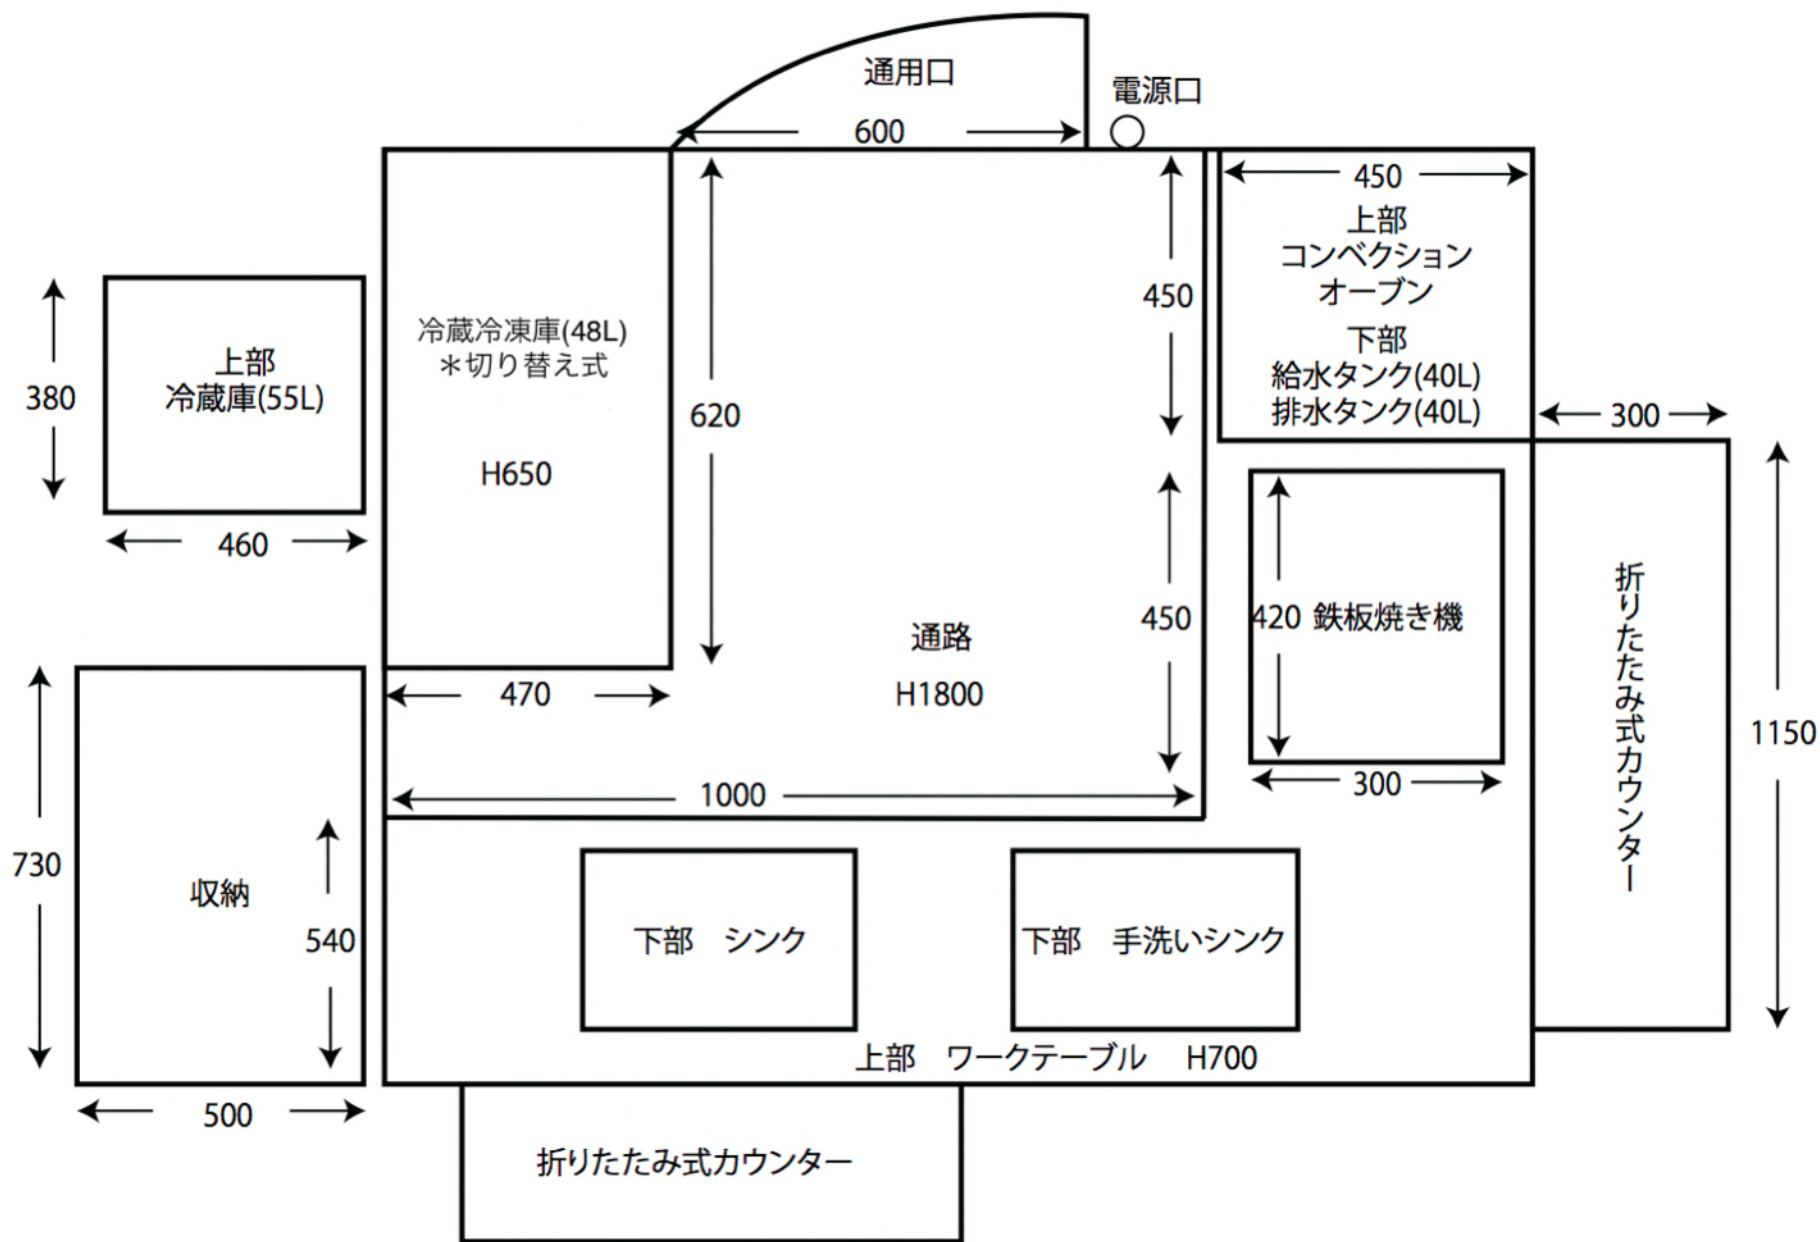 通用口
電源口
600
450
上部
コンベクション
オーブン
下部
給水タンク(40L)
排水タンク(40L)
450
冷蔵冷凍庫(48L)
＊切り替え式
H650
620
上部
冷蔵庫(55L)
380
460
300
470
通路
H1800
450
420
鉄板焼き機
300
折りたたみ式カウンター
1150
1000
730
収納
540
500
下部　シンク
下部　手洗いシンク
上部　ワークテーブル　H700
折りたたみ式カウンター